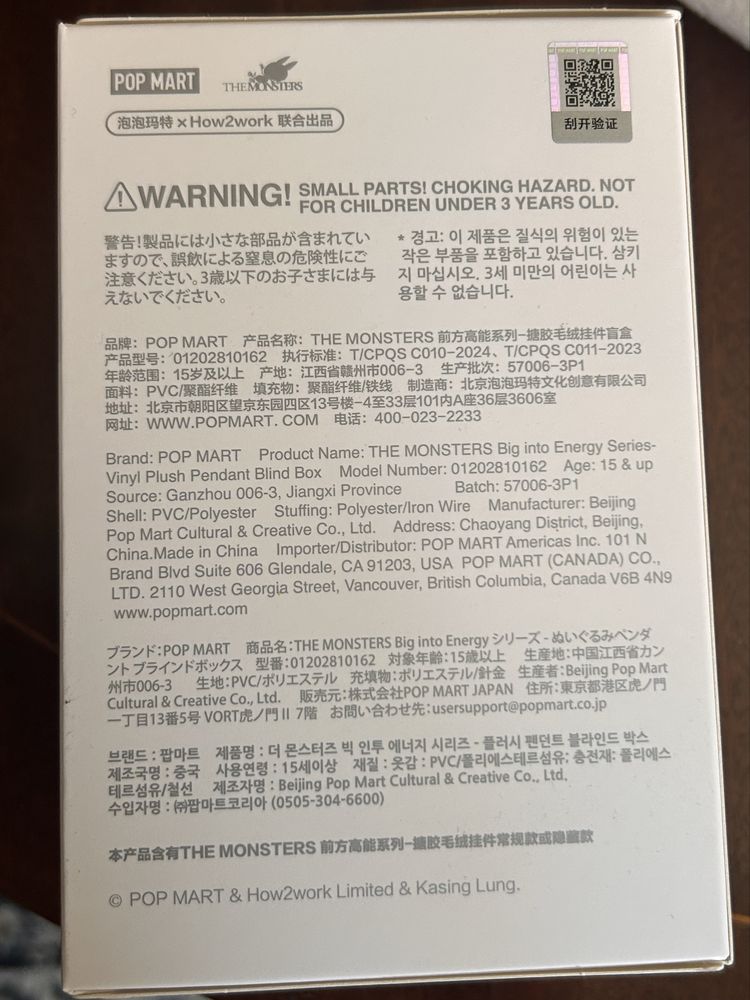 POP MART
THE MONSTERS
泡泡玛特 × How2work 联合出品
刮开验证
WARNING! SMALL PARTS! CHOKING HAZARD. NOT
FOR CHILDREN UNDER 3 YEARS OLD.
警告!製品には小さな部品が含まれてい
ますので、誤飲による窒息の危険性にご
注意ください。3歳以下のお子さまには与
えないでください。
* 경고: 이 제품은 질식의 위험이 있는
작은 부품을 포함하고 있습니다. 삼키
지 마십시오. 3세 미만의 어린이는 사
용할 수 없습니다.
品牌: POP MART 产品名称: THE MONSTERS 前方高能系列-搪胶毛绒挂件盲盒
产品型号: 01202810162 执行标准: T/CPQS C010-2024、T/CPQS C011-2023
年龄范围: 15岁及以上 产地: 江西省赣州市006-3 生产批次: 57006-3P1
面料: PVC/聚酯纤维 填充物: 聚酯纤维/铁线 制造商: 北京泡泡玛特文化创意有限公司
地址: 北京市朝阳区望京东园四区13号楼-4至33层101内A座36层3606室
网址: WWW.POPMART. COM 电话: 400-023-2233
Brand: POP MART Product Name: THE MONSTERS Big into Energy Series-
Vinyl Plush Pendant Blind Box Model Number: 01202810162 Age: 15 & up
Source: Ganzhou 006-3, Jiangxi Province Batch: 57006-3P1
Shell: PVC/Polyester Stuffing: Polyester/Iron Wire Manufacturer: Beijing
Pop Mart Cultural & Creative Co., Ltd. Address: Chaoyang District, Beijing,
China.Made in China Importer/Distributor: POP MART Americas Inc. 101 N
Brand Blvd Suite 606 Glendale, CA 91203, USA POP MART (CANADA) CO.,
LTD. 2110 West Georgia Street, Vancouver, British Columbia, Canada V6B 4N9
www.popmart.com
ブランド:POP MART 商品名:THE MONSTERS Big into Energy シリーズ - ぬいぐるみペンダ
ント ブラインドボックス 型番:01202810162 対象年齢:15歳以上 生産地:中国江西省カン
州市006-3 生地:PVC/ポリエステル 充填物:ポリエステル/針金 生産者:Beijing Pop Mart
Cultural & Creative Co., Ltd. 販売元:株式会社POP MART JAPAN 住所:東京都港区虎ノ門
一丁目13番5号 VORT虎ノ門Ⅱ 7階 お問い合わせ先:usersupport@popmart.co.jp
브랜드 : 팝마트 제품명 : 더 몬스터즈 빅 인투 에너지 시리즈 - 플러시 펜던트 블라인드 박스
제조국명 : 중국 사용연령 : 15세이상 재질 : 옷감 : PVC/폴리에스테르섬유: 충전재: 폴리에스
테르섬유/철선 제조자명 : Beijing Pop Mart Cultural & Creative Co., Ltd.
수입자명 : ㈜팝마트코리아 (0505-304-6600)
本产品含有THE MONSTERS 前方高能系列-搪胶毛绒挂件常规款或隐藏款
© POP MART & How2work Limited & Kasing Lung.